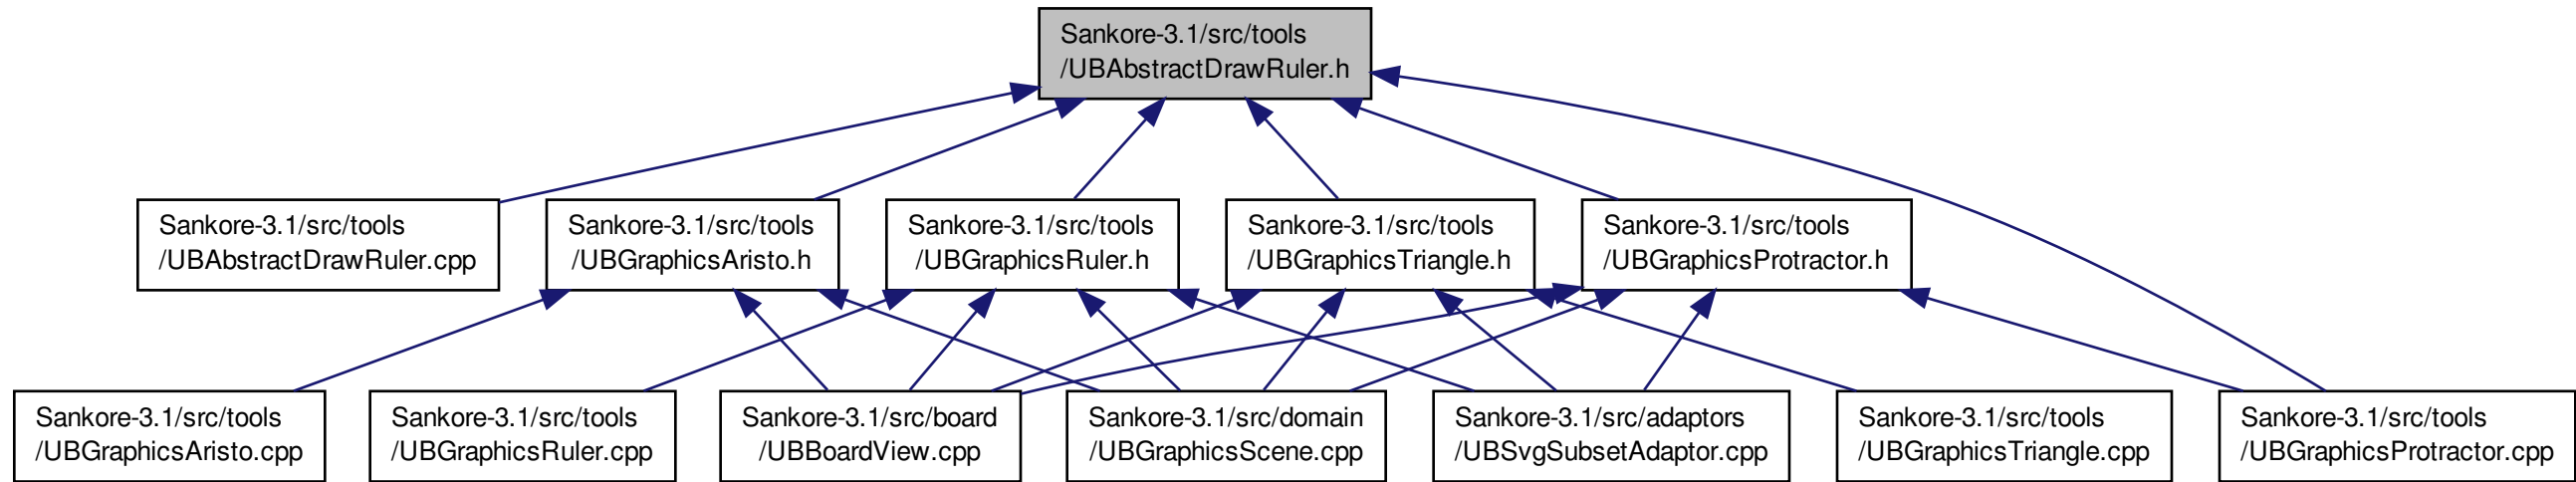 Sankore-3.1/src/tools
/UBAbstractDrawRuler.h
Sankore-3.1/src/tools
/UBAbstractDrawRuler.cpp
Sankore-3.1/src/tools
/UBGraphicsAristo.h
Sankore-3.1/src/tools
/UBGraphicsRuler.h
Sankore-3.1/src/tools
/UBGraphicsTriangle.h
Sankore-3.1/src/tools
/UBGraphicsProtractor.h
Sankore-3.1/src/tools
/UBGraphicsAristo.cpp
Sankore-3.1/src/tools
/UBGraphicsRuler.cpp
Sankore-3.1/src/board
/UBBoardView.cpp
Sankore-3.1/src/domain
/UBGraphicsScene.cpp
Sankore-3.1/src/adaptors
/UBSvgSubsetAdaptor.cpp
Sankore-3.1/src/tools
/UBGraphicsTriangle.cpp
Sankore-3.1/src/tools
/UBGraphicsProtractor.cpp